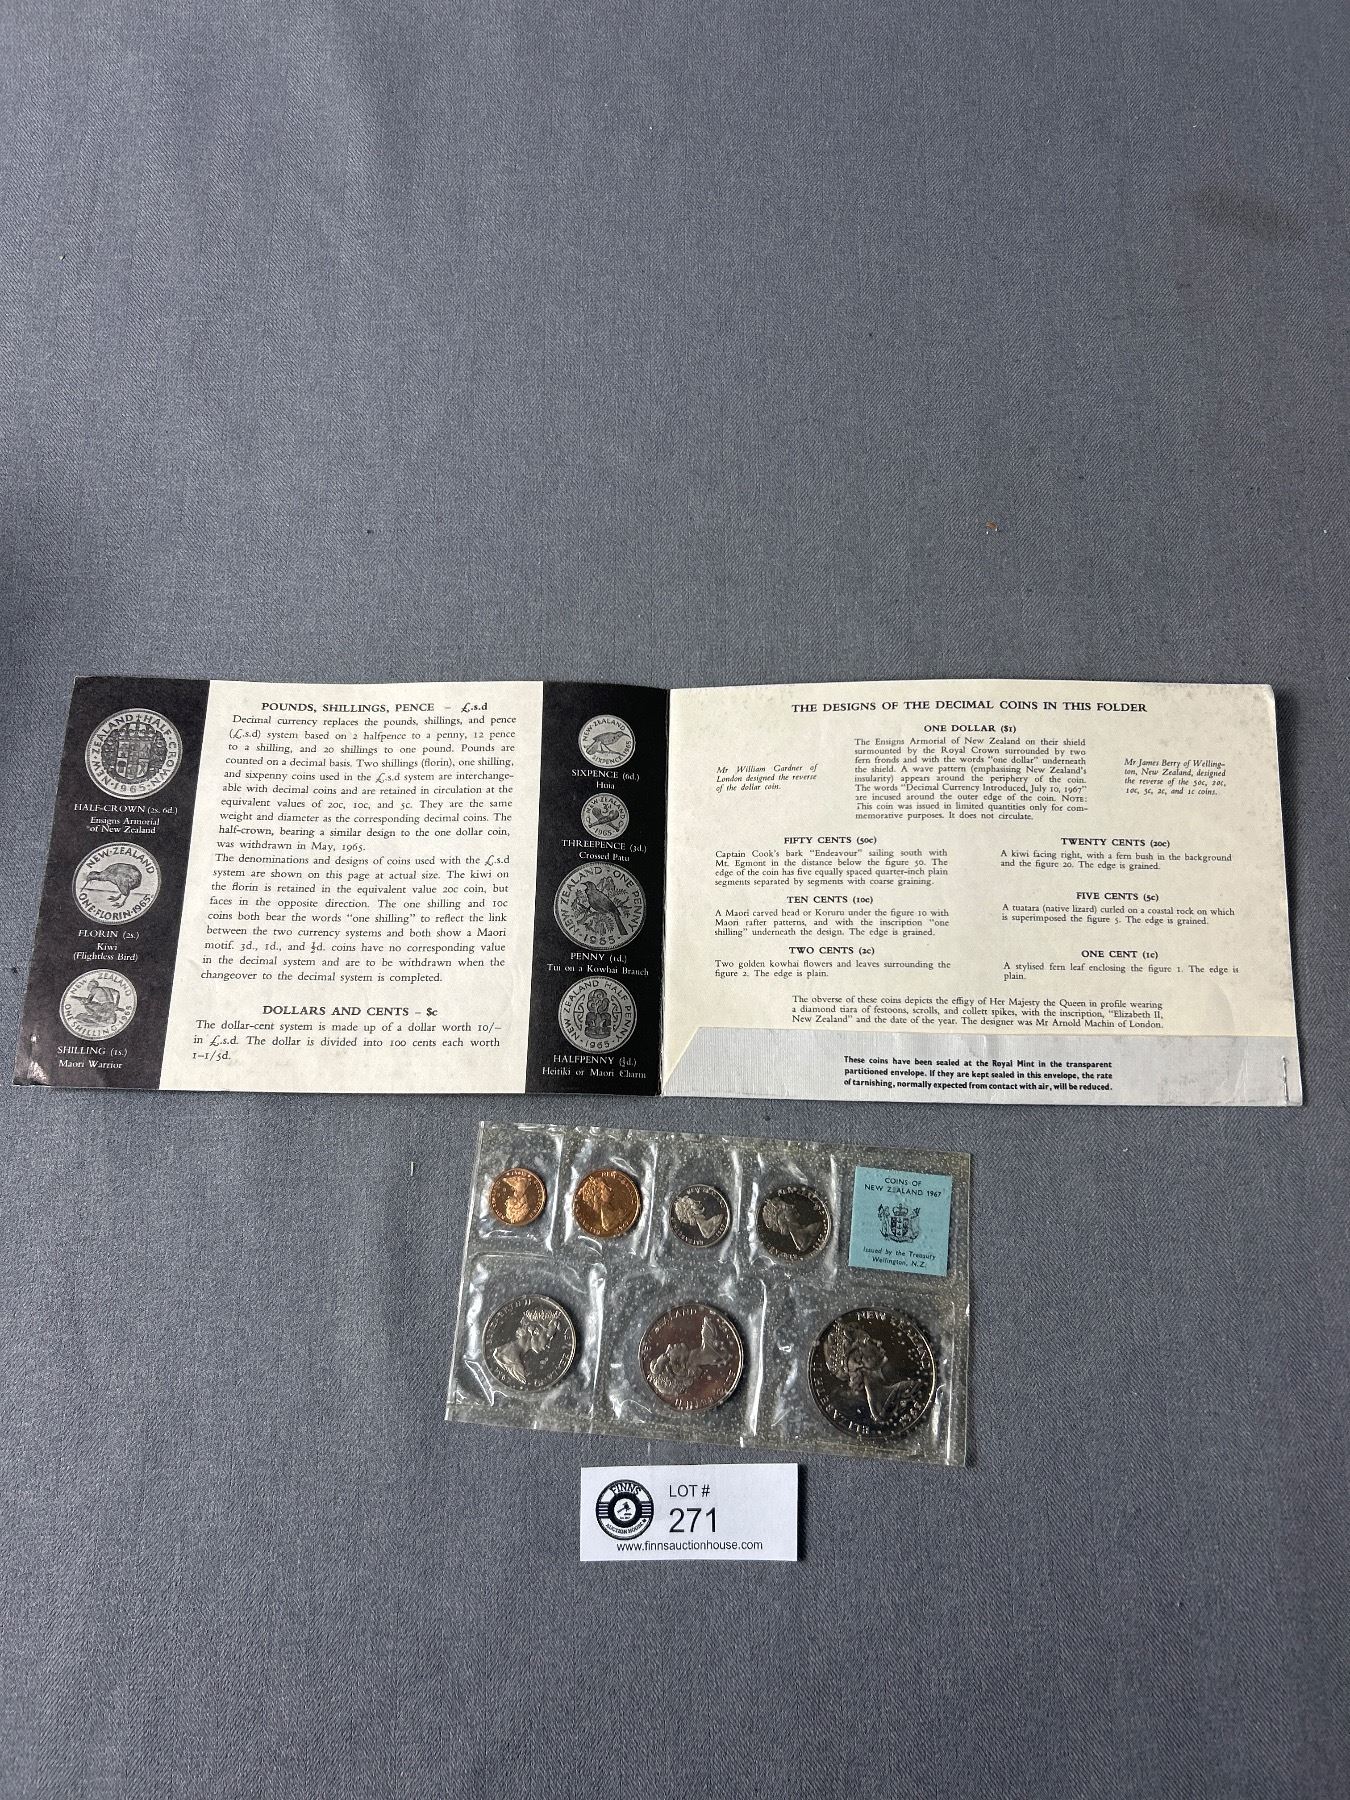 HALF-CROWN (2s. 6d.)
Ensigns Armorial
of New Zealand
NEW·ZEALAND
ONE·FLORIN·1965·
FLORIN (2s.)
Kiwi
(Flightless Bird)
SHILLING (1s.)
Maori Warrior
POUNDS, SHILLINGS, PENCE – £.s.d
Decimal currency replaces the pounds, shillings, and pence
(£.s.d) system based on 2 halfpence to a penny, 12 pence
to a shilling, and 20 shillings to one pound. Pounds are
counted on a decimal basis. Two shillings (florin), one shilling,
and sixpenny coins used in the £.s.d system are interchange-
able with decimal coins and are retained in circulation at the
equivalent values of 20c, 10c, and 5c. They are the same
weight and diameter as the corresponding decimal coins. The
half-crown, bearing a similar design to the one dollar coin,
was withdrawn in May, 1965.
The denominations and designs of coins used with the £.s.d
system are shown on this page at actual size. The kiwi on
the florin is retained in the equivalent value 20c coin, but
faces in the opposite direction. The one shilling and 10c
coins both bear the words "one shilling" to reflect the link
between the two currency systems and both show a Maori
motif. 3d., 1d., and ½d. coins have no corresponding value
in the decimal system and are to be withdrawn when the
changeover to the decimal system is completed.
DOLLARS AND CENTS – $c
The dollar-cent system is made up of a dollar worth 10/–
in £.s.d. The dollar is divided into 100 cents each worth
1–1/5d.
SIXPENCE (6d.)
Huia
THREEPENCE (3d.)
Crossed Patu
PENNY (1d.)
Tui on a Kowhai Branch
HALFPENNY (½d.)
Heitiki or Maori Charm
THE DESIGNS OF THE DECIMAL COINS IN THIS FOLDER
Mr William Gardner of
London designed the reverse
of the dollar coin.
ONE DOLLAR ($1)
The Ensigns Armorial of New Zealand on their shield
surmounted by the Royal Crown surrounded by two
fern fronds and with the words "one dollar" underneath
the shield. A wave pattern (emphasising New Zealand's
insularity) appears around the periphery of the coin.
The words "Decimal Currency Introduced, July 10, 1967"
are incused around the outer edge of the coin. NOTE:
This coin was issued in limited quantities only for com-
memorative purposes. It does not circulate.
Mr James Berry of Welling-
ton, New Zealand, designed
the reverse of the 50c, 20c,
10c, 5c, 2c, and 1c coins.
FIFTY CENTS (50c)
Captain Cook's bark "Endeavour" sailing south with
Mt. Egmont in the distance below the figure 50. The
edge of the coin has five equally spaced quarter-inch plain
segments separated by segments with coarse graining.
TEN CENTS (10c)
A Maori carved head or Koruru under the figure 10 with
Maori rafter patterns, and with the inscription "one
shilling" underneath the design. The edge is grained.
TWO CENTS (2c)
Two golden kowhai flowers and leaves surrounding the
figure 2. The edge is plain.
TWENTY CENTS (20c)
A kiwi facing right, with a fern bush in the background
and the figure 20. The edge is grained.
FIVE CENTS (5c)
A tuatara (native lizard) curled on a coastal rock on which
is superimposed the figure 5. The edge is grained.
ONE CENT (1c)
A stylised fern leaf enclosing the figure 1. The edge is
plain.
The obverse of these coins depicts the effigy of Her Majesty the Queen in profile wearing
a diamond tiara of festoons, scrolls, and collett spikes, with the inscription, "Elizabeth II,
New Zealand" and the date of the year. The designer was Mr Arnold Machin of London.
These coins have been sealed at the Royal Mint in the transparent
partitioned envelope. If they are kept sealed in this envelope, the rate
of tarnishing, normally expected from contact with air, will be reduced.
COINS OF
NEW ZEALAND 1967
Issued by the Treasury
Wellington, N.Z.
FINNS
AUCTION HOUSE
LOT #
271
www.finnsauctionhouse.com